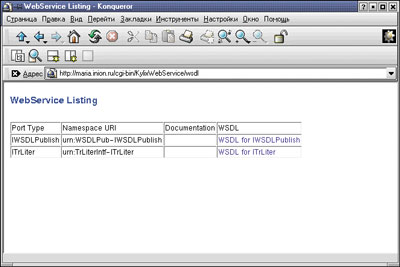 WebService Listing - Konqueror
Страница Правка Вид Перейти Закладки Инструменты Настройки Окно Помощь
Адрес http://maria.inion.ru/cgi-bin/KylixWebService/wsdl
WebService Listing
Port Type Namespace URI Documentation WSDL
IWSDLPublish urn:WSDLPub-IWSDLPublish WSDL for IWSDLPublish
ITrLiter urn:TrLiterIntf-ITrLiter WSDL for ITrLiter